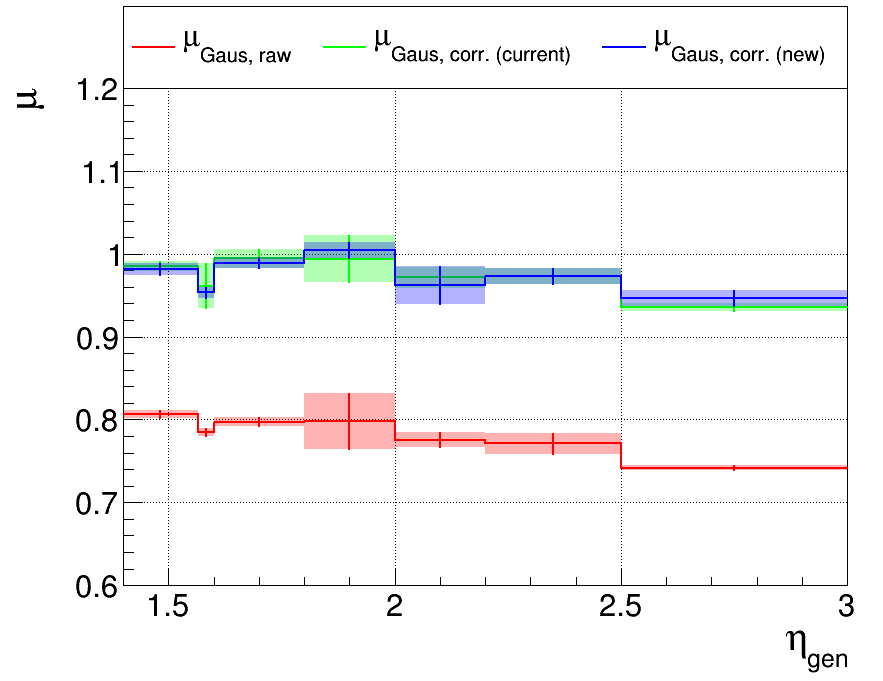 μGaus, raw μGaus, corr. (current) μGaus, corr. (new)
μ
1.2
1.1
1
0.9
0.8
0.7
0.6
1.5 2 2.5 3
ηgen